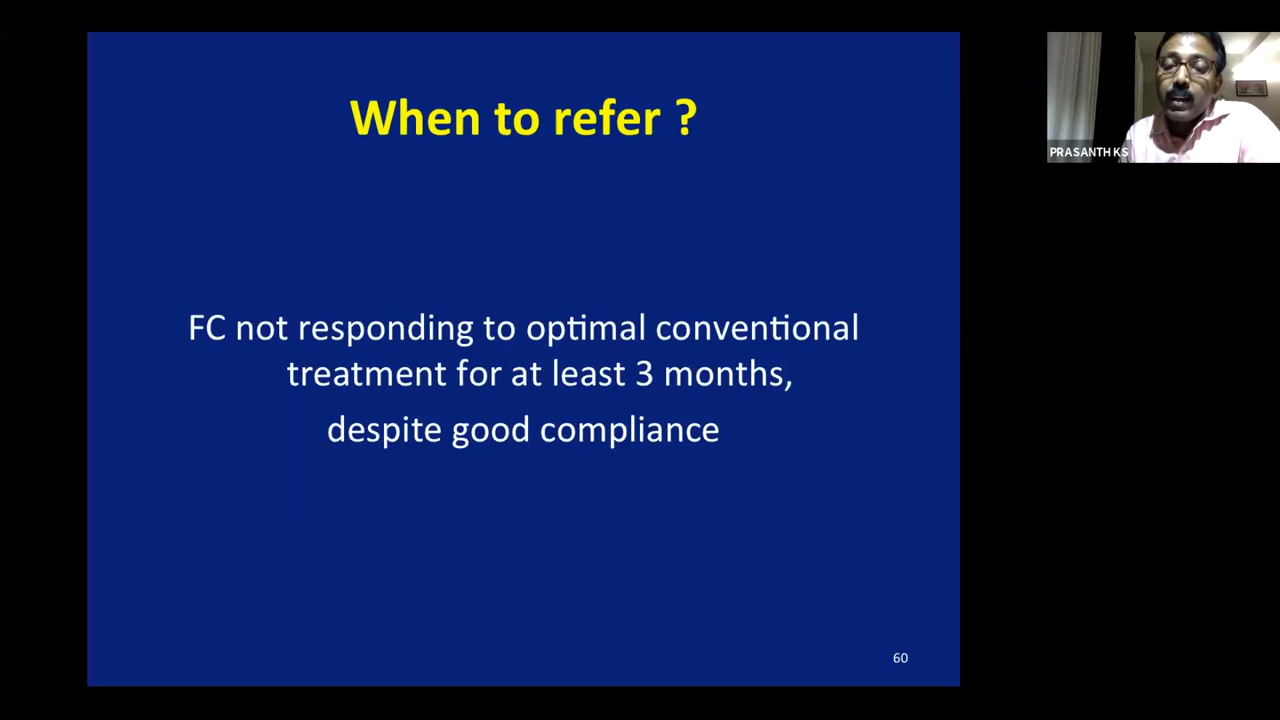 When to refer ?
FC not responding to optimal conventional
treatment for at least 3 months,
despite good compliance
60
PRASANTH K S